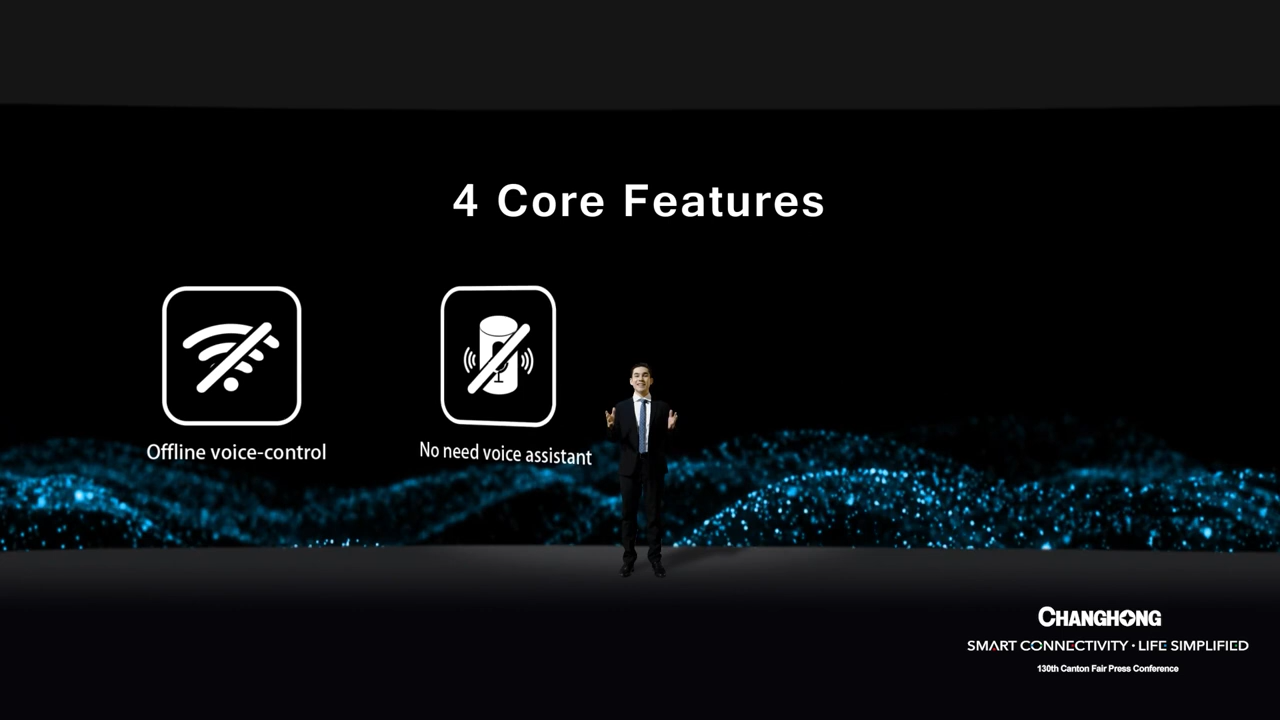 4 Core Features
Offline voice-control
No need voice assistant
CHANGHONG
SMART CONNECTIVITY · LIFE SIMPLIFIED
130th Canton Fair Press Conference